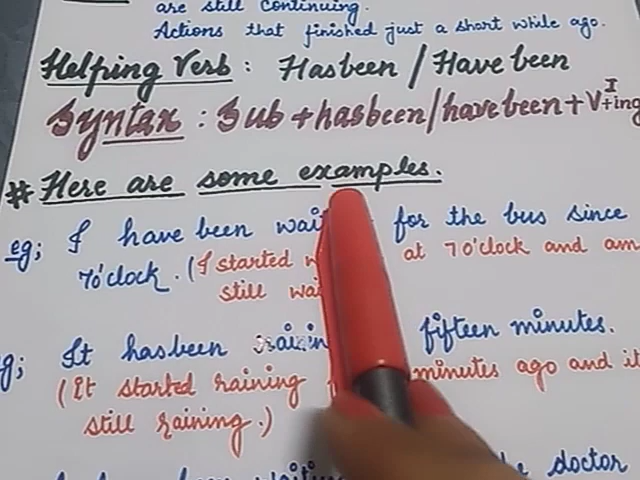 are still continuing.
Actions that finished just a short while ago.
Helping Verb : Hasbeen / Have been
Syntax : Sub + hasbeen/havebeen + V I + ing
# Here are some examples.
eg; I have been wai for the bus since
7o'clock. (I started w at 7o'clock and am
still wai
g; It hasbeen rainin fifteen minutes.
(It started raining minutes ago and it
still raining.)
been waiting the doctor